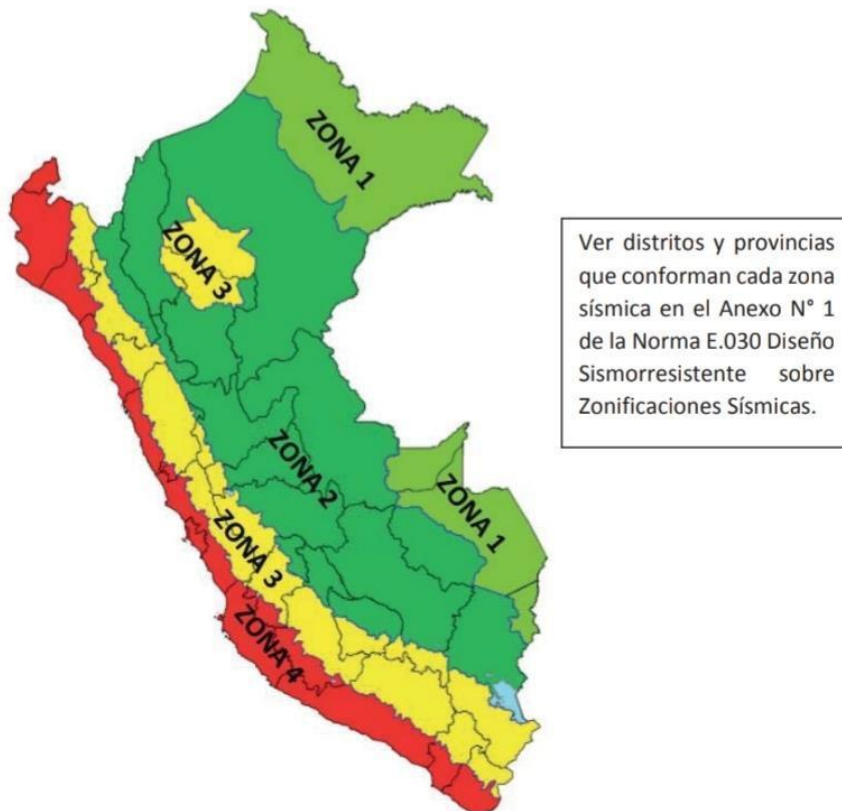 ZONA 1
ZONA 3
ZONA 2
ZONA 1
ZONA 3
ZONA 4
Ver distritos y provincias
que conforman cada zona
sísmica en el Anexo N° 1
de la Norma E.030 Diseño
Sismorresistente sobre
Zonificaciones Sísmicas.